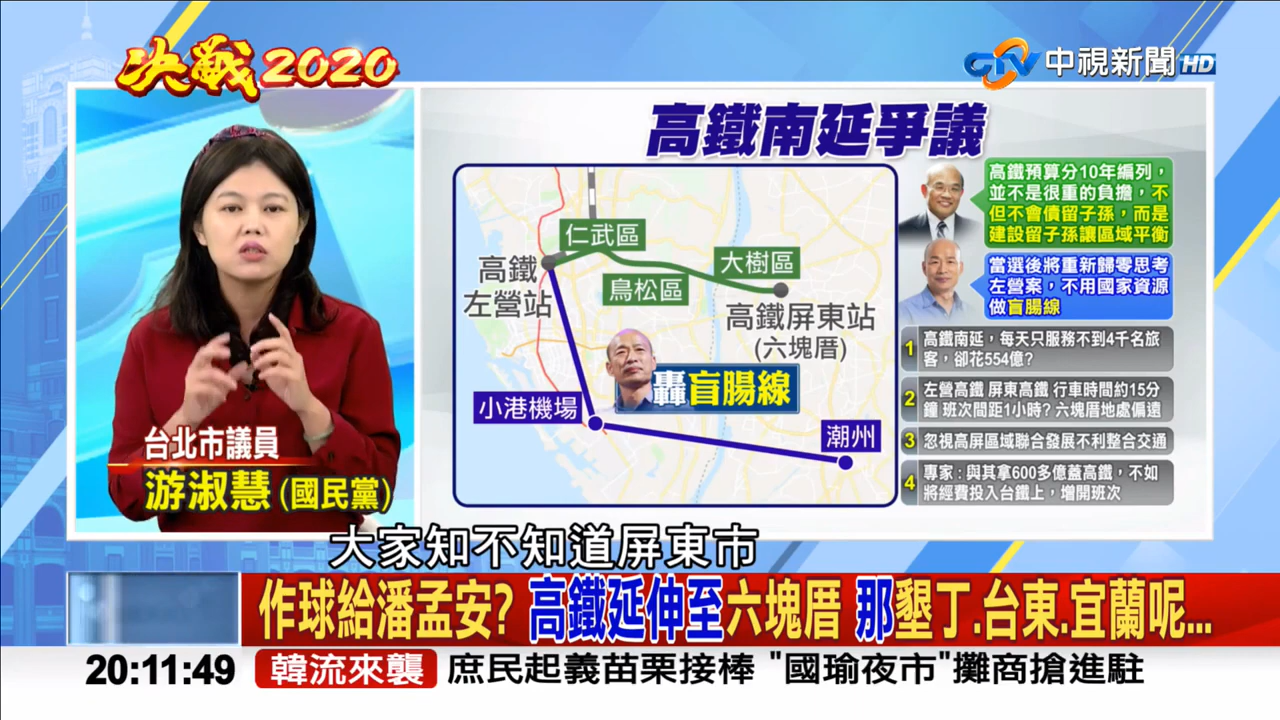 決戰2020
CTV 中視新聞 HD
高鐵南延爭議
仁武區
高鐵
左營站
鳥松區
大樹區
高鐵屏東站
(六塊厝)
轟盲腸線
小港機場
潮州
高鐵預算分10年編列,
並不是很重的負擔,不
但不會債留子孫,而是
建設留子孫讓區域平衡
當選後將重新歸零思考
左營案,不用國家資源
做盲腸線
1 高鐵南延,每天只服務不到4千名旅
客,卻花554億?
2 左營高鐵 屏東高鐵 行車時間約15分
鐘 班次間距1小時? 六塊厝地處偏遠
3 忽視高屏區域聯合發展不利整合交通
4 專家:與其拿600多億蓋高鐵,不如
將經費投入台鐵上,增開班次
台北市議員
游淑慧(國民黨)
大家知不知道屏東市
作球給潘孟安? 高鐵延伸至六塊厝 那墾丁.台東.宜蘭呢...
20:11:49 韓流來襲 庶民起義苗栗接棒 "國瑜夜市"攤商搶進駐